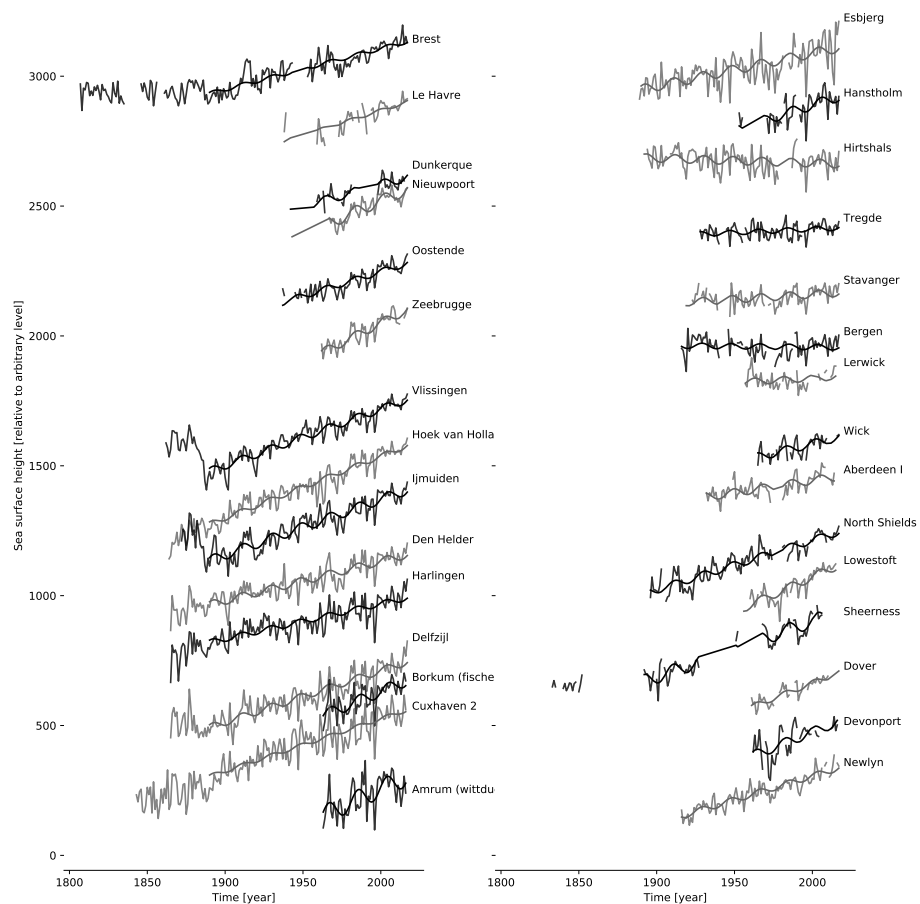 Esbjerg
Brest
3000
Hanstholm
Le Havre
Hirtshals
Dunkerque
Nieuwpoort
2500
Tregde
Oostende
Stavanger
Zeebrugge
2000
Bergen
Lerwick
Vlissingen
Hoek van Holla
Wick
1500
Aberdeen I
Ijmuiden
North Shields
Den Helder
Lowestoft
Harlingen
1000
Sheerness
Delfzijl
Dover
Borkum (fische
Cuxhaven 2
500
Devonport
Newlyn
Amrum (wittdu
0
Sea surface height [relative to arbitrary level]
1800 1850 1900 1950 2000
Time [year]
1800 1850 1900 1950 2000
Time [year]